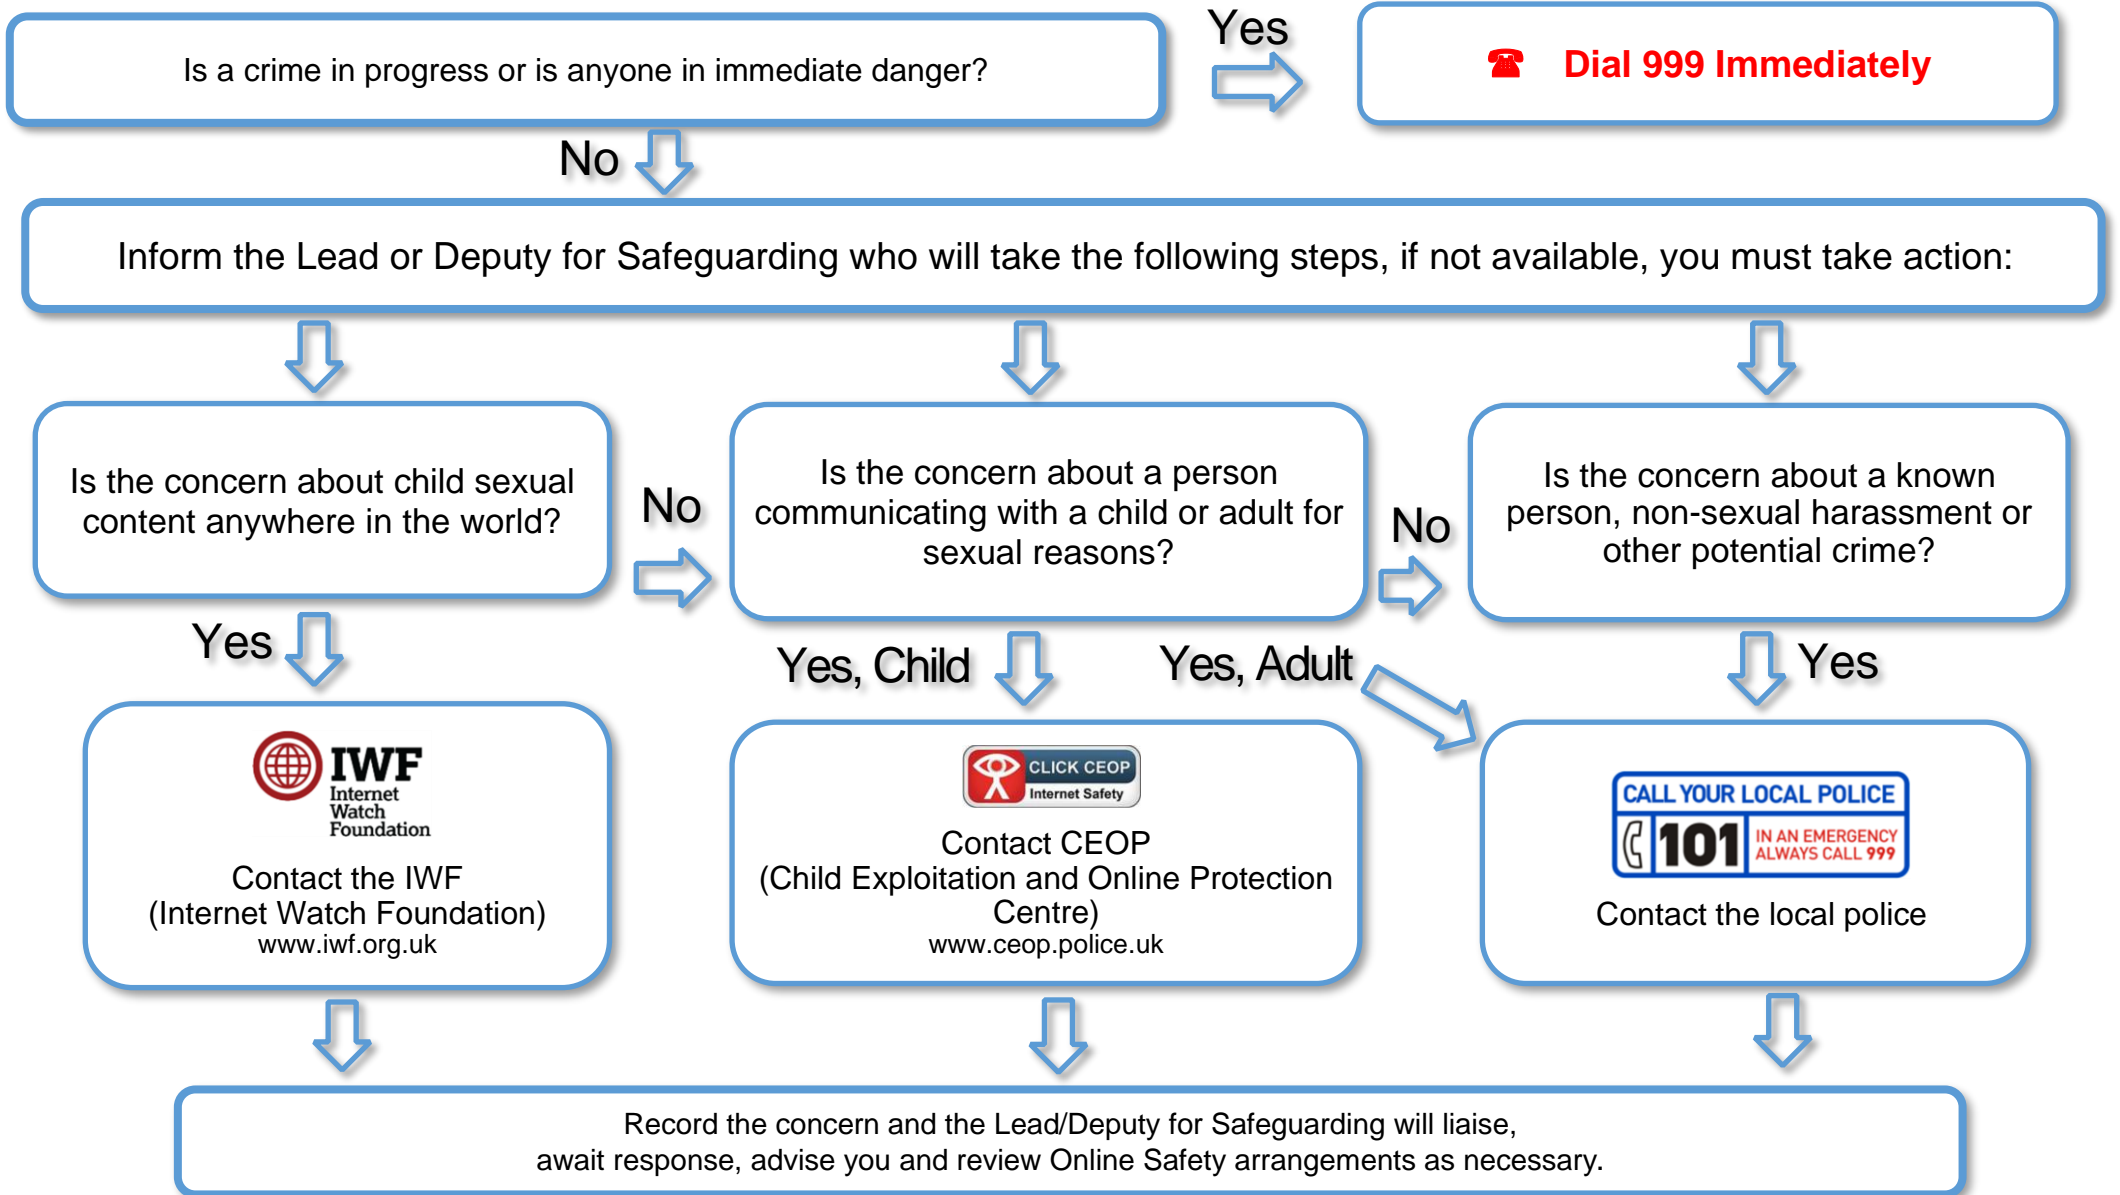 Is a crime in progress or is anyone in immediate danger?
Yes
☎ Dial 999 Immediately
No
Inform the Lead or Deputy for Safeguarding who will take the following steps, if not available, you must take action:
Is the concern about child sexual
content anywhere in the world?
No
Is the concern about a person
communicating with a child or adult for
sexual reasons?
No
Is the concern about a known
person, non-sexual harassment or
other potential crime?
Yes
Yes, Child
Yes, Adult
Yes
IWF
Internet
Watch
Foundation
Contact the IWF
(Internet Watch Foundation)
www.iwf.org.uk
CLICK CEOP
Internet Safety
Contact CEOP
(Child Exploitation and Online Protection
Centre)
www.ceop.police.uk
CALL YOUR LOCAL POLICE
101
IN AN EMERGENCY
ALWAYS CALL 999
Contact the local police
Record the concern and the Lead/Deputy for Safeguarding will liaise,
await response, advise you and review Online Safety arrangements as necessary.